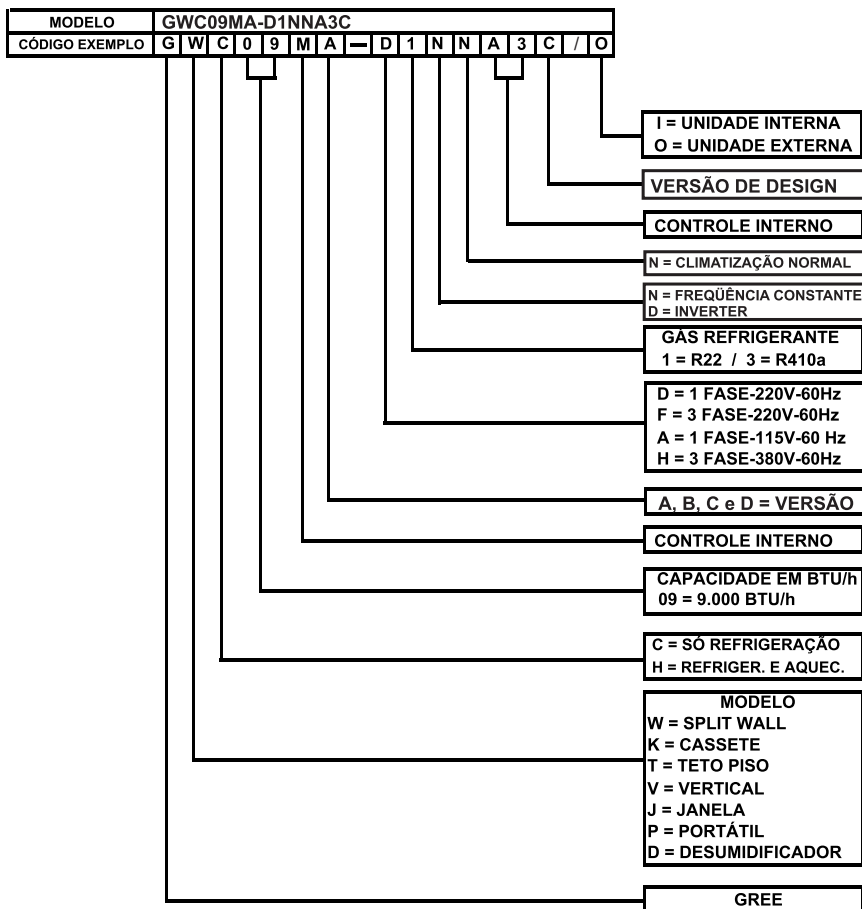 MODELO GWC09MA-D1NNA3C
CÓDIGO EXEMPLO G W C 0 9 M A — D 1 N N A 3 C / O
I = UNIDADE INTERNA
O = UNIDADE EXTERNA
VERSÃO DE DESIGN
CONTROLE INTERNO
N = CLIMATIZAÇÃO NORMAL
N = FREQÜÊNCIA CONSTANTE
D = INVERTER
GÁS REFRIGERANTE
1 = R22 / 3 = R410a
D = 1 FASE-220V-60Hz
F = 3 FASE-220V-60Hz
A = 1 FASE-115V-60 Hz
H = 3 FASE-380V-60Hz
A, B, C e D = VERSÃO
CONTROLE INTERNO
CAPACIDADE EM BTU/h
09 = 9.000 BTU/h
C = SÓ REFRIGERAÇÃO
H = REFRIGER. E AQUEC.
MODELO
W = SPLIT WALL
K = CASSETE
T = TETO PISO
V = VERTICAL
J = JANELA
P = PORTÁTIL
D = DESUMIDIFICADOR
GREE